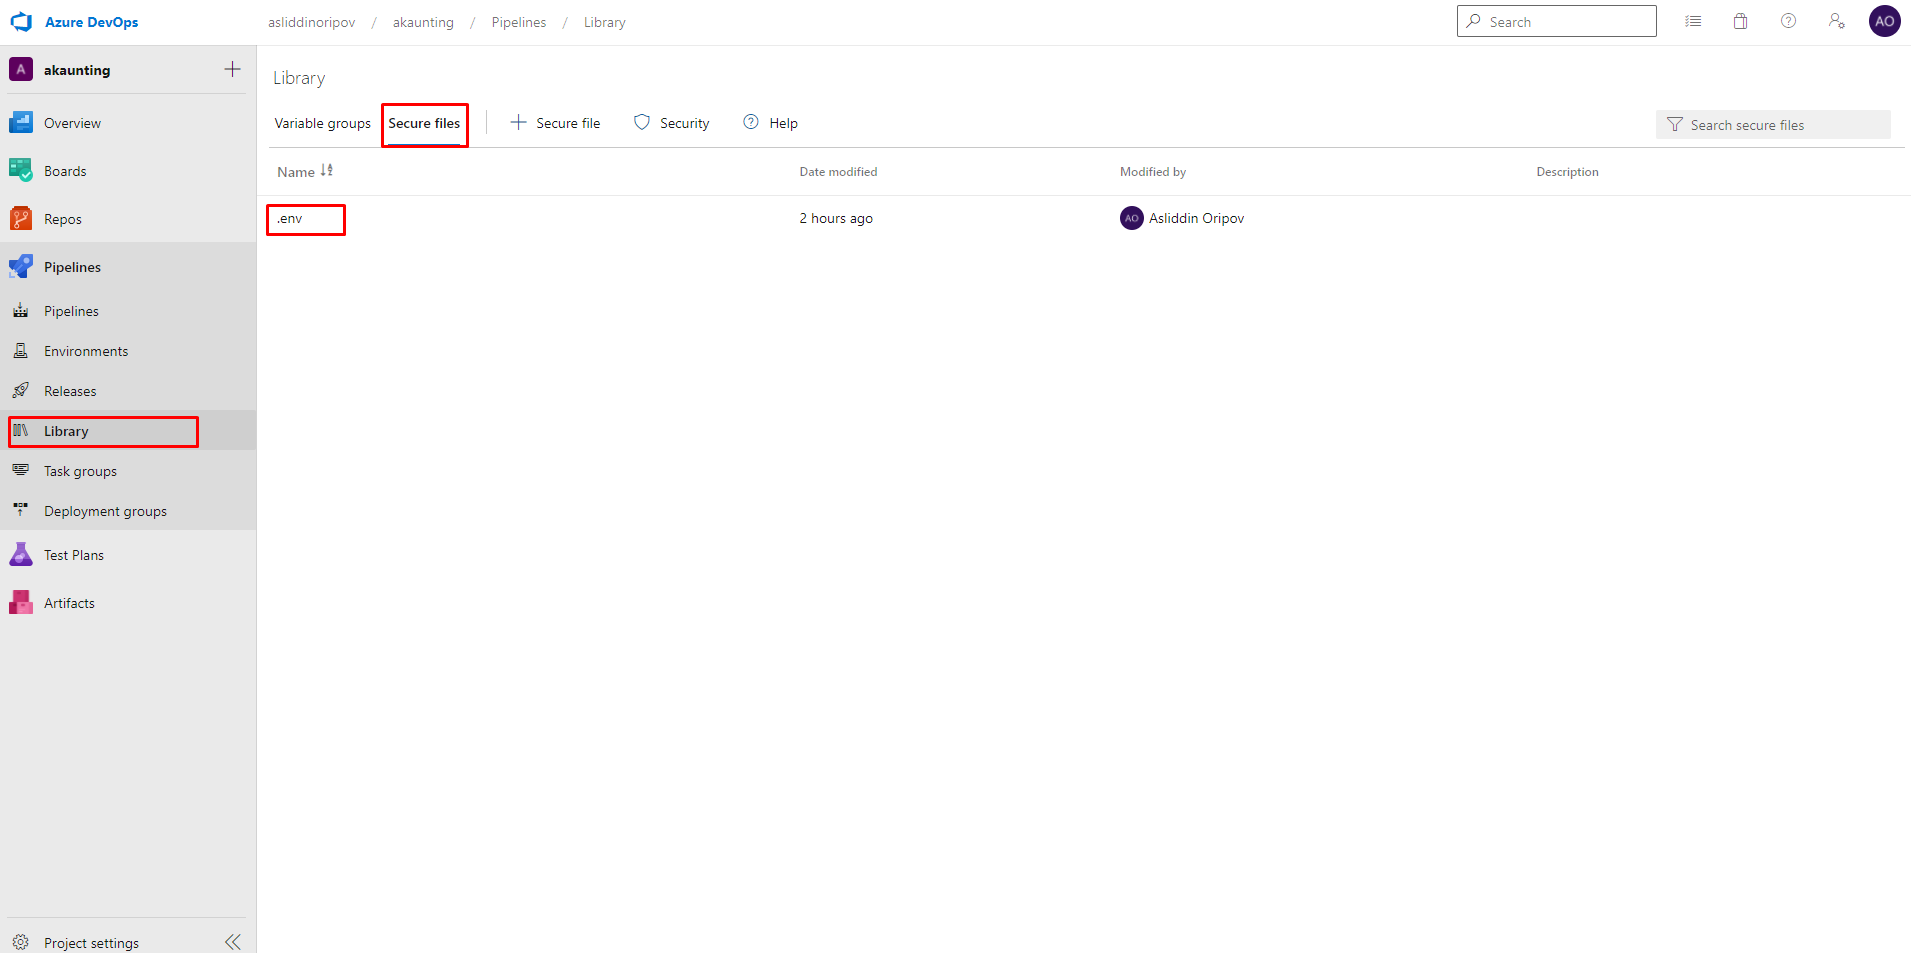 Azure DevOps
asliddinoripov / akaunting / Pipelines / Library
Search
AO
A akaunting
Overview
Boards
Repos
Pipelines
Pipelines
Environments
Releases
Library
Task groups
Deployment groups
Test Plans
Artifacts
Project settings
Library
Variable groups Secure files Secure file Security Help
Search secure files
Name Date modified Modified by Description
.env 2 hours ago AO Asliddin Oripov